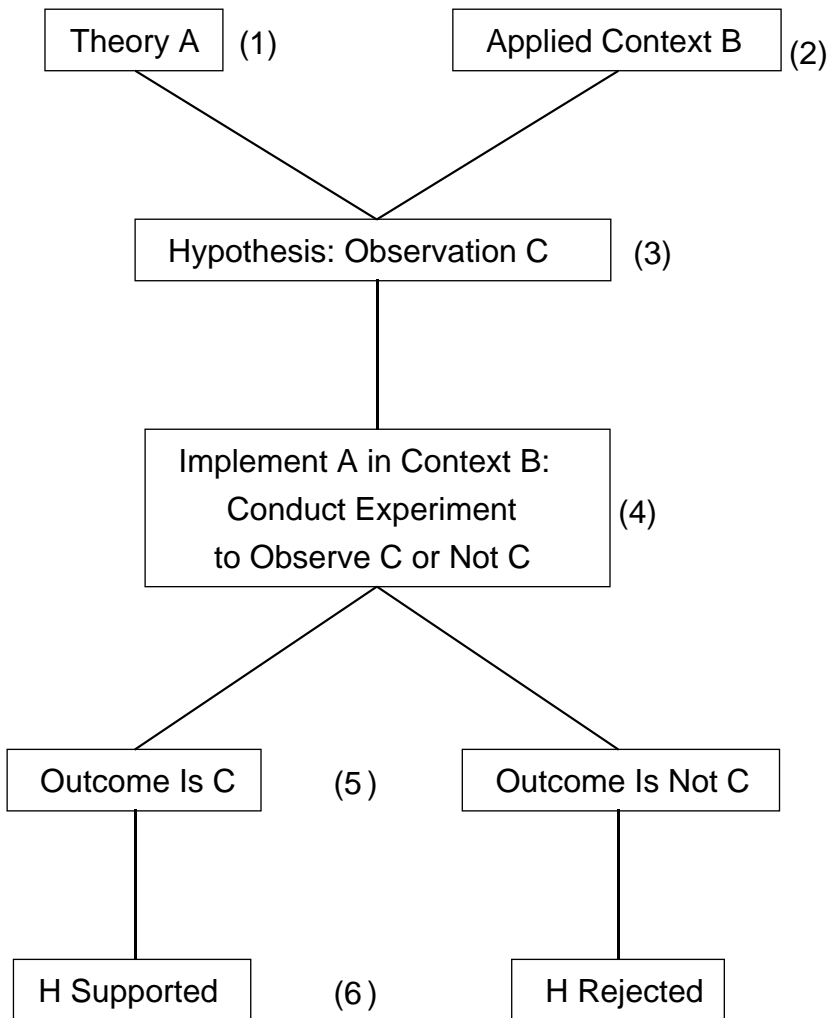 Theory A (1)
Applied Context B (2)
Hypothesis: Observation C (3)
Implement A in Context B:
Conduct Experiment
to Observe C or Not C
(4)
Outcome Is C (5) Outcome Is Not C
H Supported (6) H Rejected